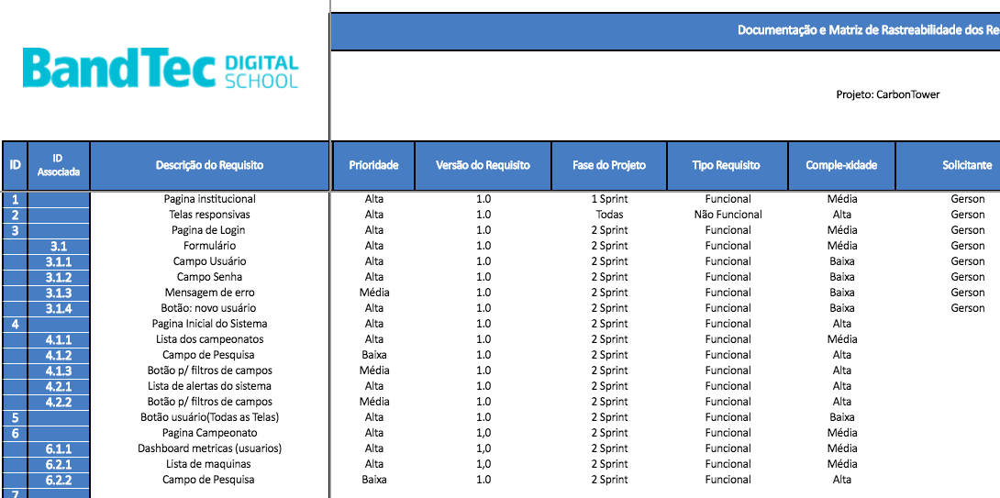 Documentação e Matriz de Rastreabilidade dos Re
BandTec DIGITAL SCHOOL
Projeto: CarbonTower
ID ID Associada Descrição do Requisito Prioridade Versão do Requisito Fase do Projeto Tipo Requisito Comple-xidade Solicitante
1 Pagina institucional Alta 1.0 1 Sprint Funcional Média Gerson
2 Telas responsivas Alta 1.0 Todas Não Funcional Alta Gerson
3 Pagina de Login Alta 1.0 2 Sprint Funcional Média Gerson
3.1 Formulário Alta 1.0 2 Sprint Funcional Média Gerson
3.1.1 Campo Usuário Alta 1.0 2 Sprint Funcional Baixa Gerson
3.1.2 Campo Senha Alta 1.0 2 Sprint Funcional Baixa Gerson
3.1.3 Mensagem de erro Média 1.0 2 Sprint Funcional Baixa Gerson
3.1.4 Botão: novo usuário Alta 1.0 2 Sprint Funcional Baixa Gerson
4 Pagina Inicial do Sistema Alta 1.0 2 Sprint Funcional Alta
4.1.1 Lista dos campeonatos Alta 1.0 2 Sprint Funcional Média
4.1.2 Campo de Pesquisa Baixa 1.0 2 Sprint Funcional Alta
4.1.3 Botão p/ filtros de campos Média 1.0 2 Sprint Funcional Alta
4.2.1 Lista de alertas do sistema Alta 1.0 2 Sprint Funcional Alta
4.2.2 Botão p/ filtros de campos Média 1.0 2 Sprint Funcional Alta
5 Botão usuário(Todas as Telas) Alta 1.0 2 Sprint Funcional Baixa
6 Pagina Campeonato Alta 1,0 2 Sprint Funcional Média
6.1.1 Dashboard metricas (usuarios) Alta 1,0 2 Sprint Funcional Média
6.2.1 Lista de maquinas Alta 1,0 2 Sprint Funcional Média
6.2.2 Campo de Pesquisa Baixa 1.0 2 Sprint Funcional Alta
7